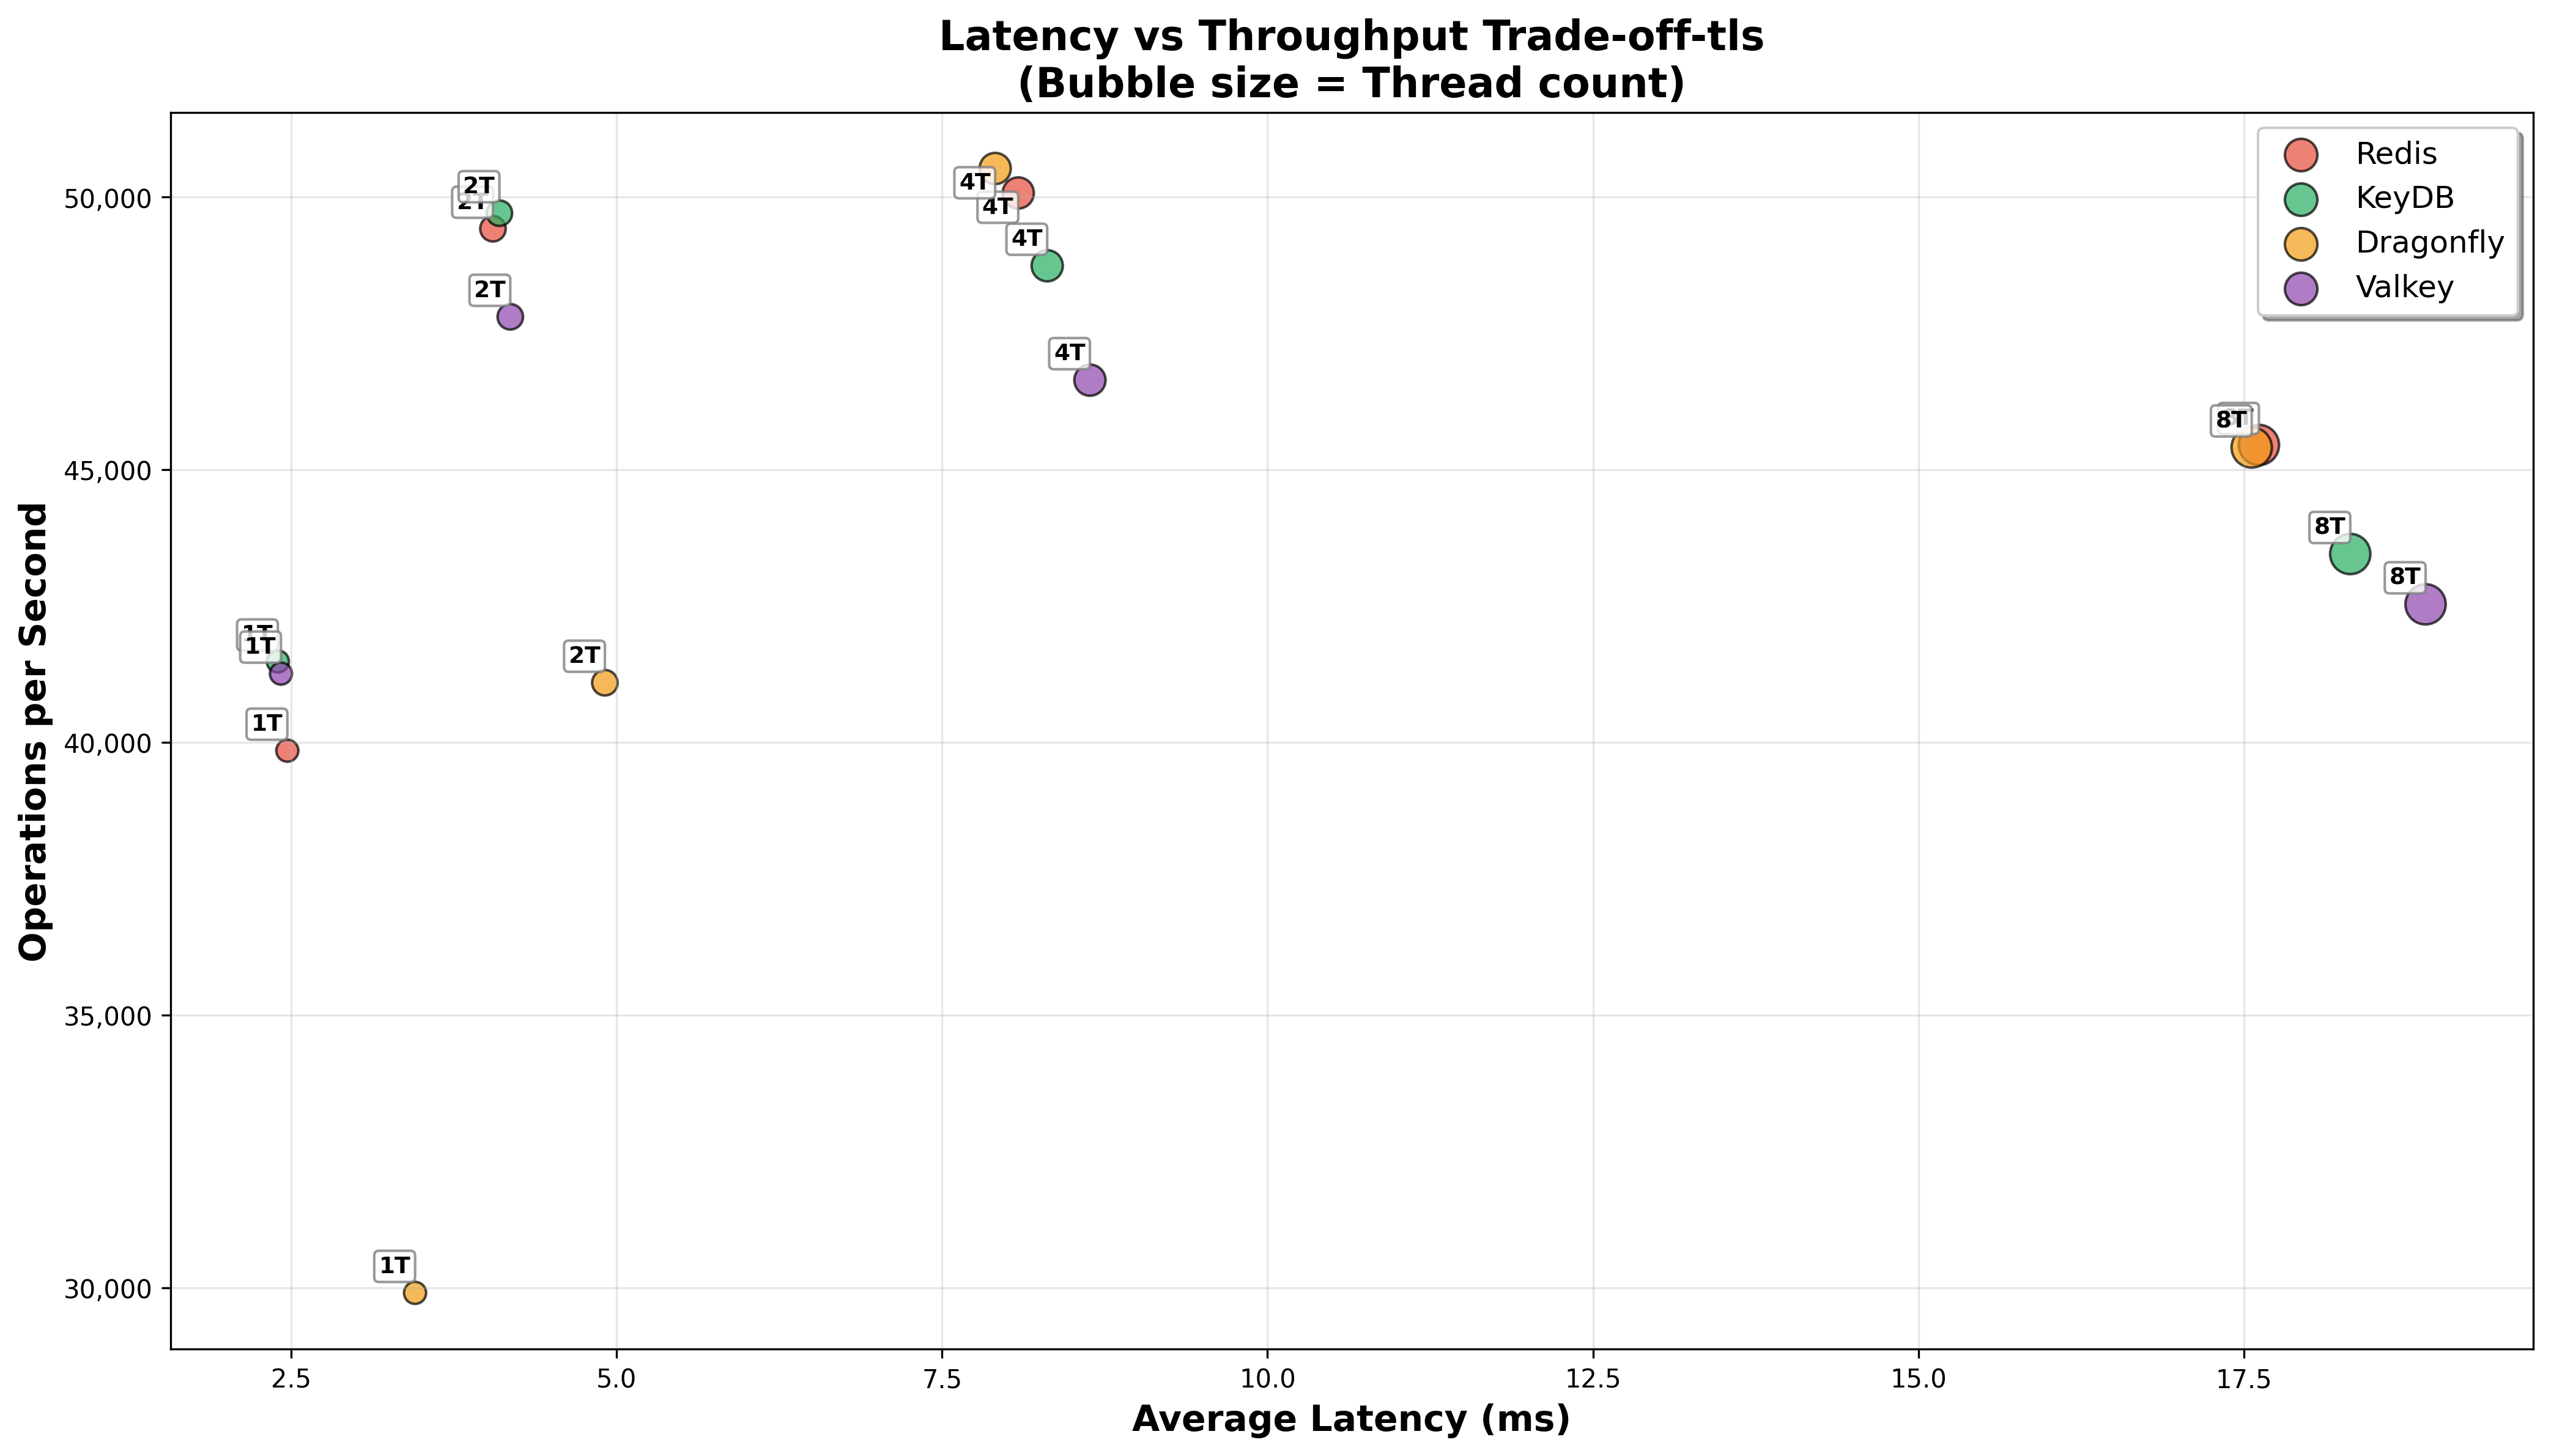 Latency vs Throughput Trade-off-tls
(Bubble size = Thread count)
Redis
KeyDB
Dragonfly
Valkey
Operations per Second
50,000
45,000
40,000
35,000
30,000
2T
2T
2T
4T
4T
4T
4T
8T
8T
8T
1T
1T
1T
2T
1T
2.5
5.0
7.5
10.0
12.5
15.0
17.5
Average Latency (ms)